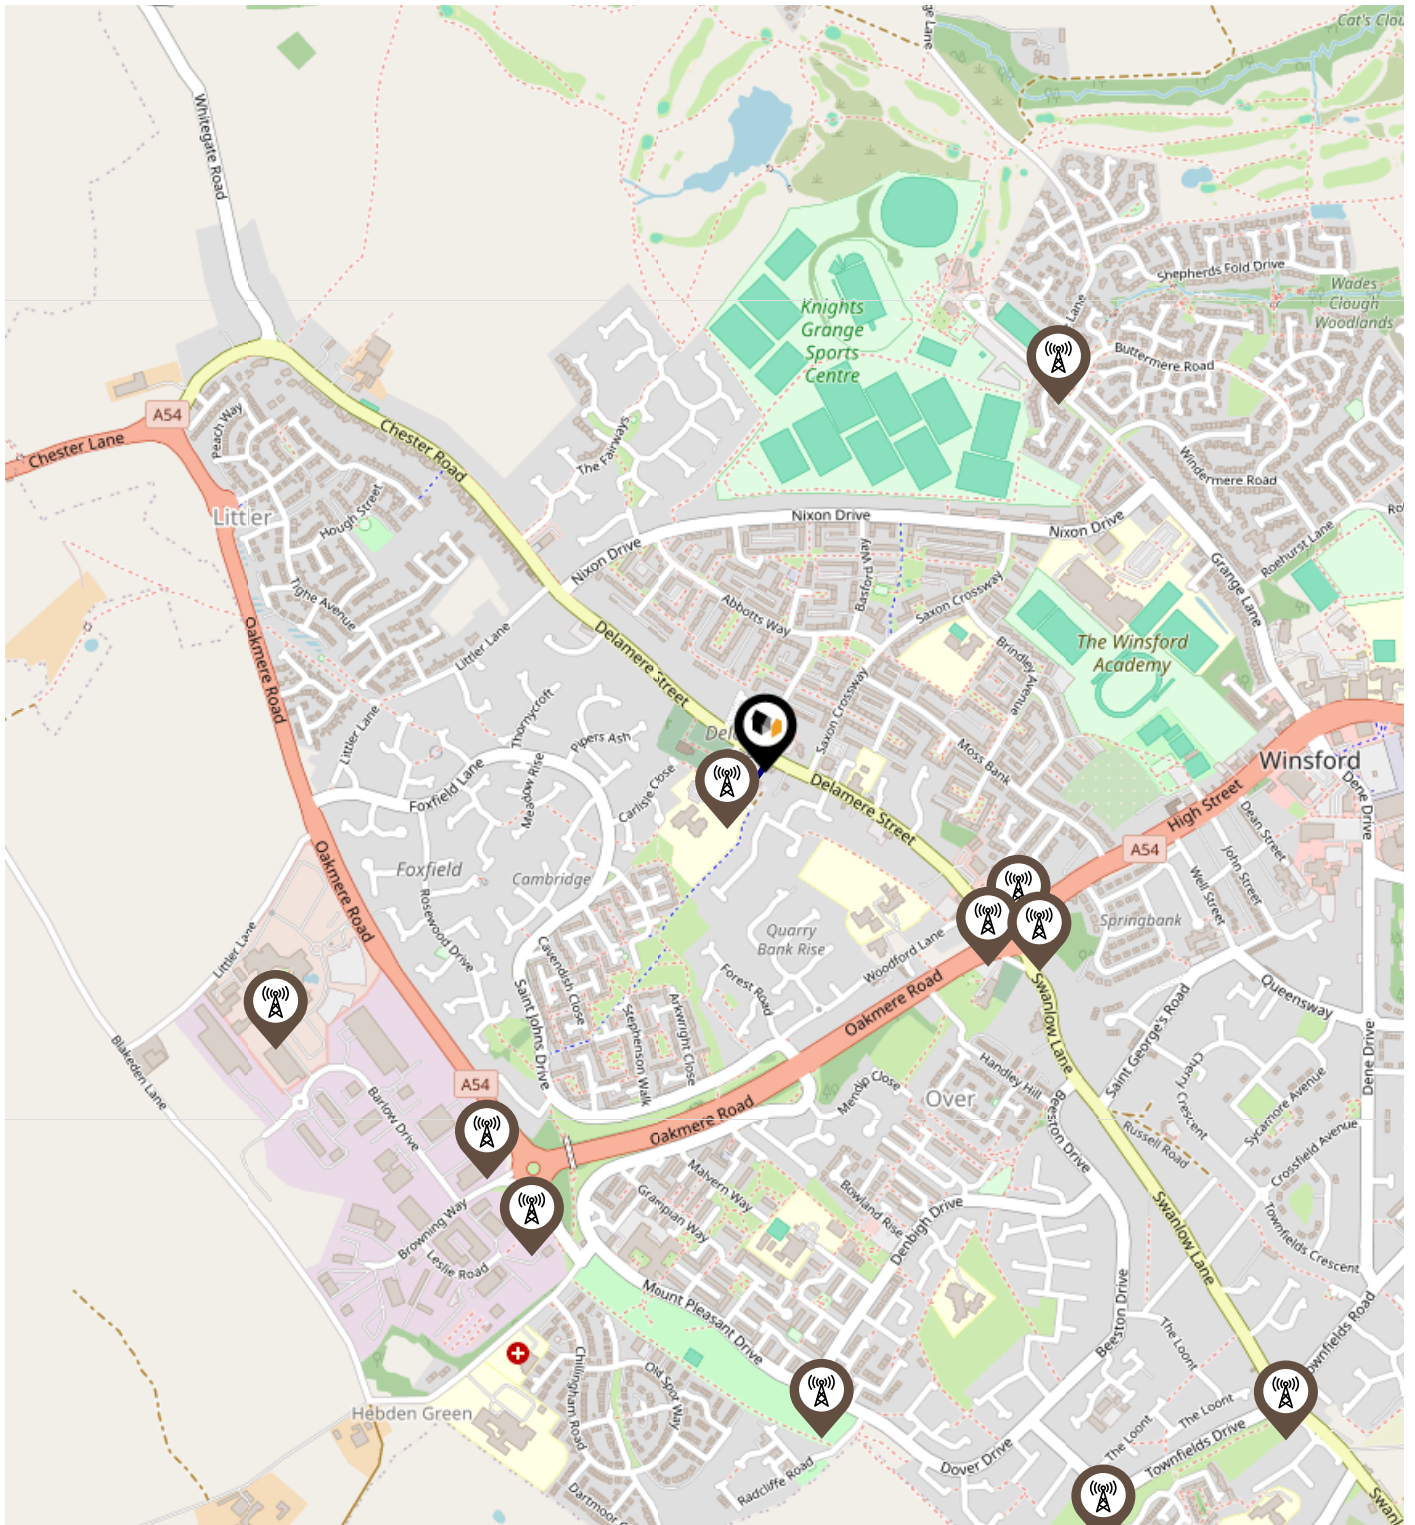 Cat's Clou
ge Lane
Whitegate Road
Shepherds Fold Drive
Wades
Clough
Woodlands
Knights
Grange
Sports
Centre
Lane
Buttermere Road
A54
Peach Way
Chester Lane
Chester Road
The Fairways
Windermere Road
Hough Street
Littler
Nixon Drive
Nixon Drive
Nixon Drive
Roehurst Lane
Ro
Basford Way
Grange Lane
Tighe Avenue
Abbotts Way
Saxon Crossway
Littler Lane
Delamere Street
Brindley Avenue
The Winsford
Academy
Oakmere Road
Thornycroft
Saxon Crossway
Littler Lane
Pipers Ash
Del
Moss Bank
Winsford
Foxfield Lane
Meadow Rise
Carlisle Close
Delamere Street
High Street
Dene Drive
Dean Street
A54
John Street
Well Street
Oakmere Road
Foxfield
Cambridge
Rosewood Drive
Springbank
Quarry
Bank Rise
Woodford Lane
Littler Lane
Cavendish Close
Forest Road
Oakmere Road
Swanlow Lane
Queensway
Saint Johns Drive
Stephenson Walk
Arkwright Close
Saint George's Road
Blakeden Lane
A54
Barlow Drive
Mendip Close
Over
Handley Hill
Cherry Crescent
Sycamore Avenue
Dene Drive
Oakmere Road
Beeston Drive
Russell Road
Crossfield Avenue
Malvern Way
Grampian Way
Bowland Rise
Denbigh Drive
Swanlow Lane
Townfields Crescent
Browning Way
Leslie Road
Mount Pleasant Drive
Beeston Drive
The Loont
Townfields Road
Chillingham Road
Old Spot Way
Hebden Green
The Loont
The Loont
Townfields Drive
Dover Drive
Radcliffe Road
Dartmoor
Swanl